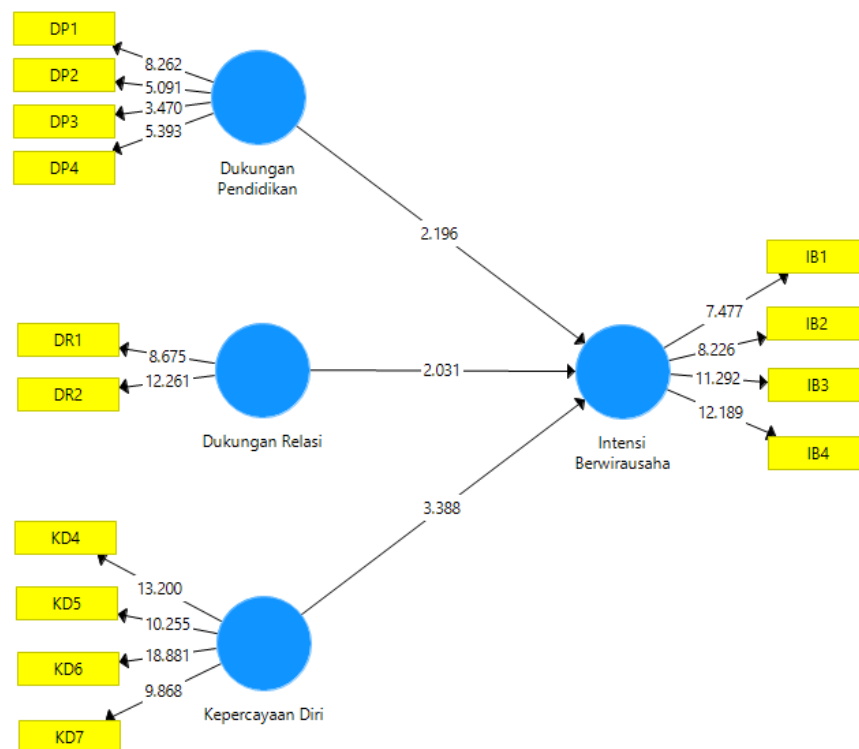 DP1
8.262
DP2
5.091
DP3
3.470
DP4
5.393
Dukungan
Pendidikan
2.196
DR1
8.675
DR2
12.261
Dukungan Relasi
2.031
KD4
13.200
KD5
10.255
KD6
18.881
KD7
9.868
Kepercayaan Diri
3.388
IB1
7.477
IB2
8.226
IB3
11.292
IB4
12.189
Intensi
Berwirausaha